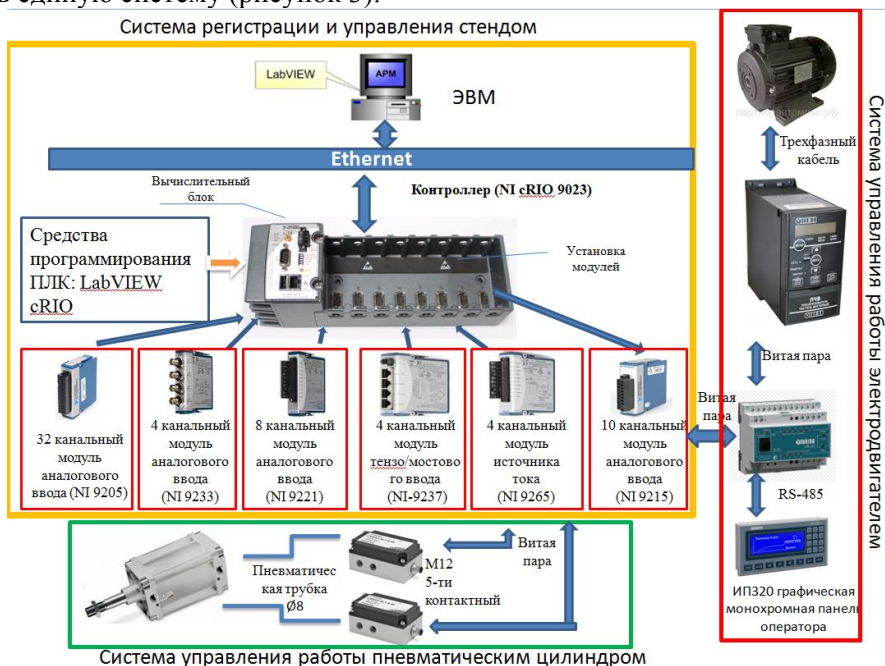 в единую систему (рисунок 3).
Система регистрации и управления стендом
LabVIEW
АРМ
ЭВМ
Ethernet
Вычислительный
блок
Контроллер (NI cRIO 9023)
Средства
программирования
ПЛК: LabVIEW
cRIO
Установка
модулей
32 канальный
модуль
аналогового
ввода (NI 9205)
4 канальный
модуль
аналогового
ввода
(NI 9233)
8 канальный
модуль
аналогового
ввода
(NI 9221)
4 канальный
модуль
тензо/мостово
го ввода
(NI-9237)
4 канальный
модуль
источника
тока
(NI 9265)
10 канальный
модуль
аналогового
ввода
(NI 9215)
Витая
пара
Трехфазный
кабель
Витая пара
RS-485
ИП320 графическая
монохромная панель
оператора
Система управления работы электродвигателем
Пневматичес
кая трубка
Ø8
М12
5-ти
контактный
Витая
пара
Система управления работы пневматическим цилиндром